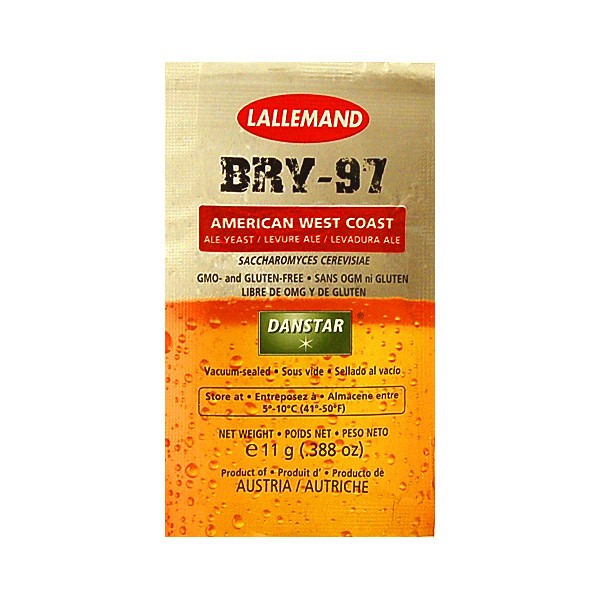 LALLEMAND
BRY-97
AMERICAN WEST COAST
ALE YEAST / LEVURE ALE / LEVADURA ALE
SACCHAROMYCES CEREVISIAE
GMO- and GLUTEN-FREE • SANS OGM ni GLUTEN
LIBRE DE OMG Y DE GLUTEN
DANSTAR ®
Vacuum-sealed • Sous vide • Sellado al vacío
Store at • Entreposez à • Almacene entre
5°-10°C (41°-50°F)
NET WEIGHT • POIDS NET • PESO NETO
℮ 11 g (.388 oz)
Product of • Produit d' • Producto de
AUSTRIA / AUTRICHE